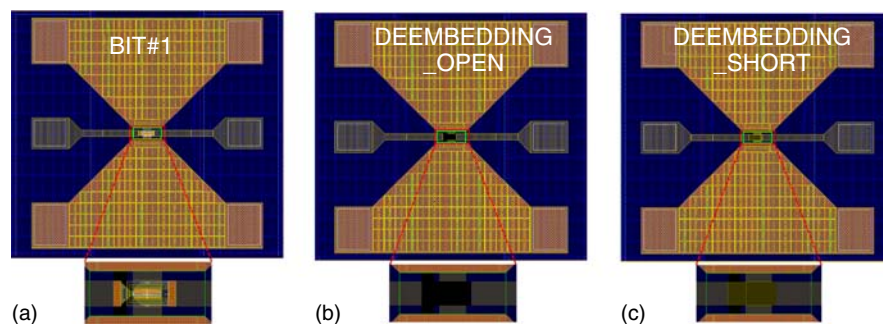 BIT#1
DEEMBEDDING
_OPEN
DEEMBEDDING
_SHORT
(a)
(b)
(c)